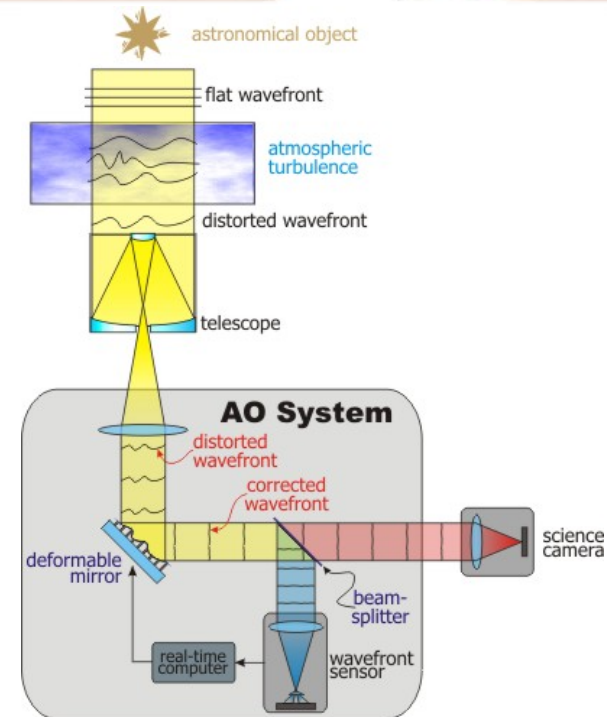 astronomical object
flat wavefront
atmospheric
turbulence
distorted wavefront
telescope
AO System
distorted
wavefront
corrected
wavefront
deformable
mirror
science
camera
beam-
splitter
real-time
computer
wavefront
sensor